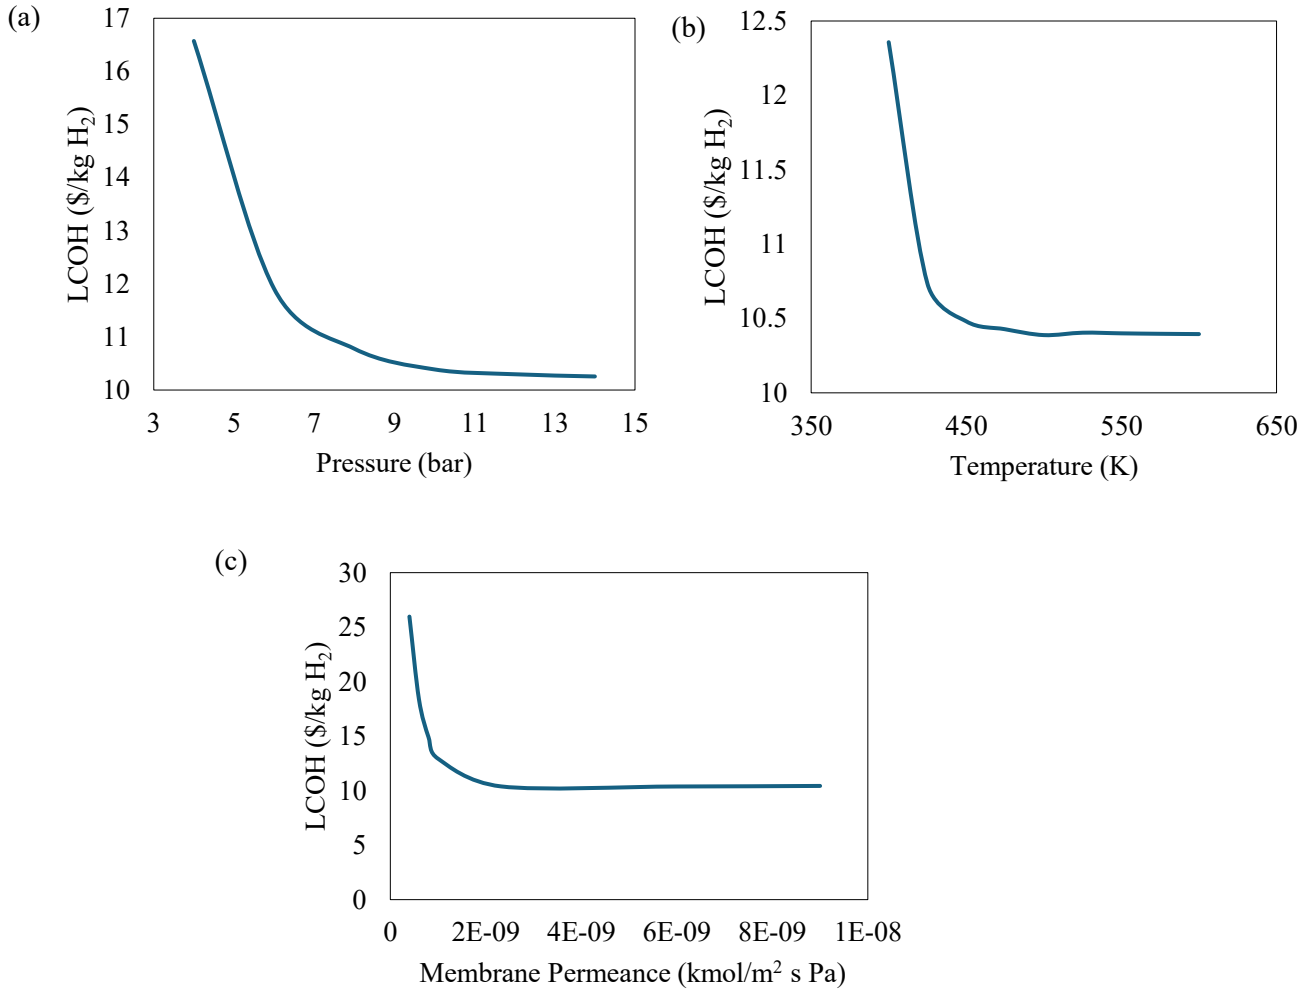 (a)
17
16
15
14
13
12
11
10
LCOH ($/kg H₂)
3 5 7 9 11 13 15
Pressure (bar)
(b)
12.5
12
11.5
11
10.5
10
LCOH ($/kg H₂)
350 450 550 650
Temperature (K)
(c)
30
25
20
15
10
5
0
LCOH ($/kg H₂)
0 2E-09 4E-09 6E-09 8E-09 1E-08
Membrane Permeance (kmol/m² s Pa)